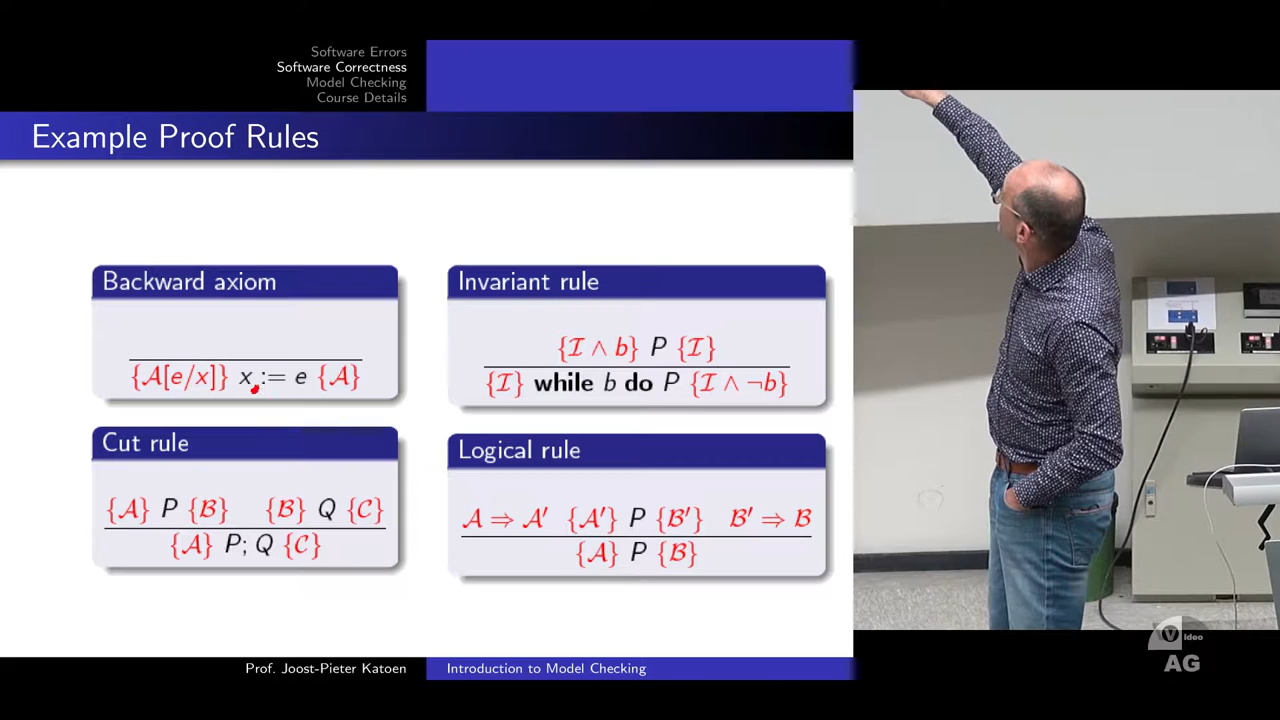 Software Errors
Software Correctness
Model Checking
Course Details
Example Proof Rules
Backward axiom
{𝒜[e/x]} x := e {𝒜}
Invariant rule
{ℐ ∧ b} P {ℐ}
{ℐ} while b do P {ℐ ∧ ¬b}
Cut rule
{𝒜} P {ℬ} {ℬ} Q {𝒞}
{𝒜} P; Q {𝒞}
Logical rule
𝒜 ⇒ 𝒜′ {𝒜′} P {ℬ′} ℬ′ ⇒ ℬ
{𝒜} P {ℬ}
Prof. Joost-Pieter Katoen
Introduction to Model Checking
Video
AG